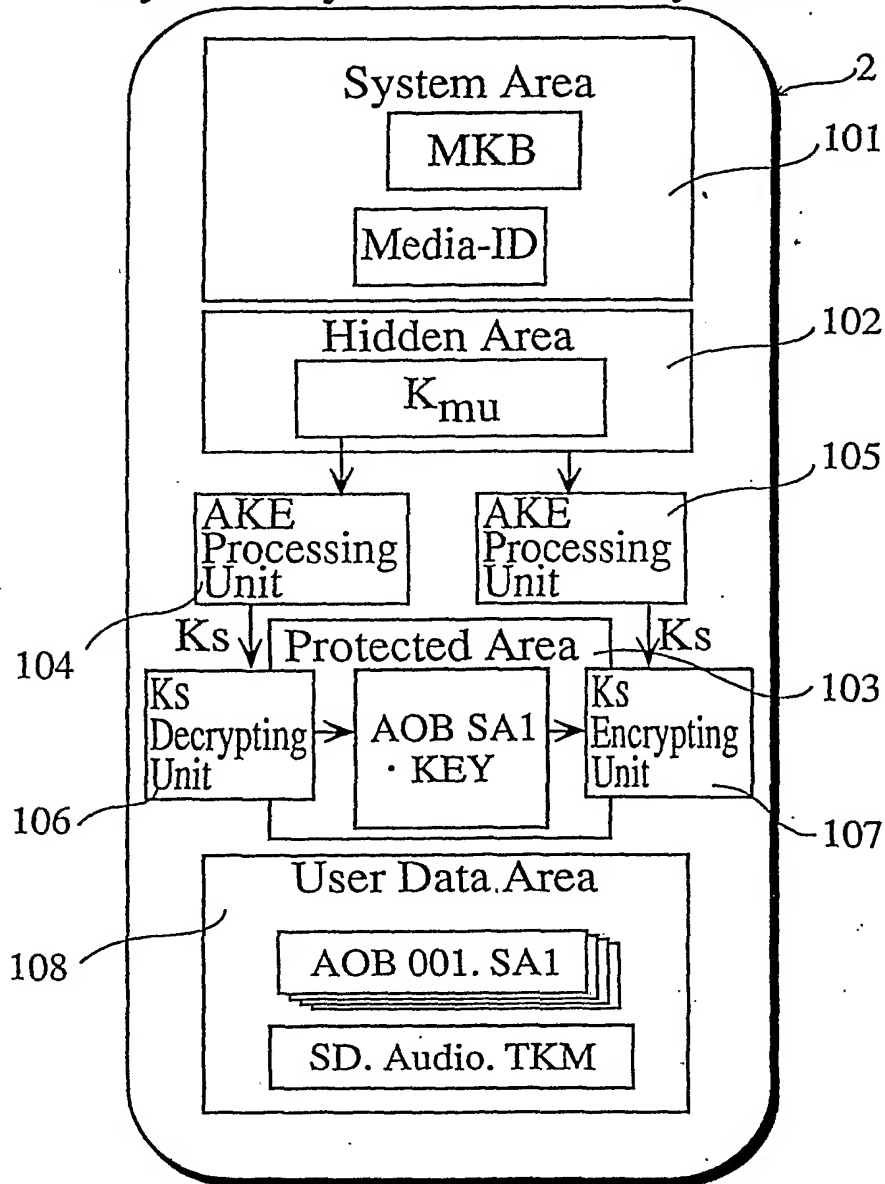 2
System Area
MKB
101
Media-ID
Hidden Area
102
Kmu
105
AKE
Processing
Unit
AKE
Processing
Unit
104
Ks
Protected Area
Ks
103
Ks
Decrypting
Unit
AOB SA1
. KEY
Ks
Encrypting
Unit
106
107
User Data Area
108
AOB 001. SA1
SD. Audio. TKM